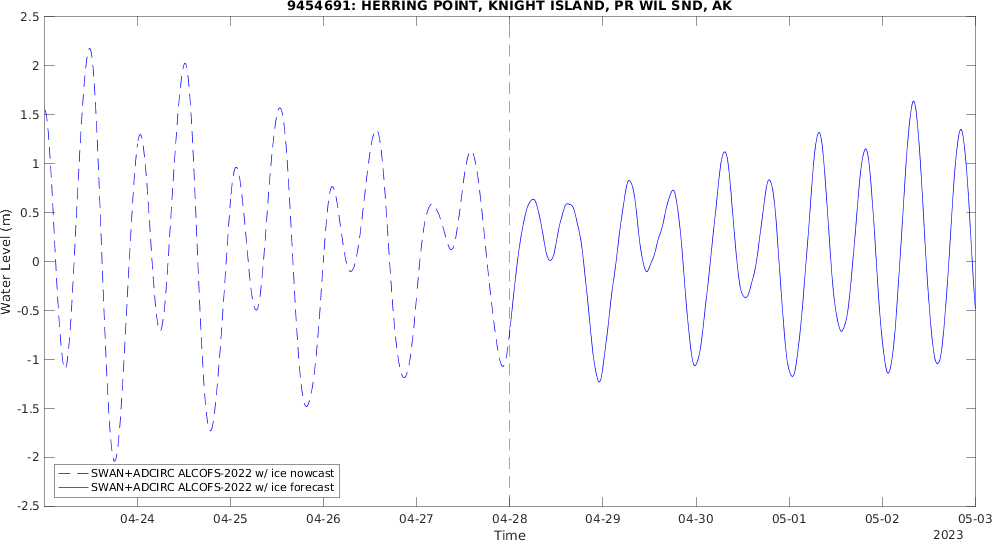 9454691: HERRING POINT, KNIGHT ISLAND, PR WIL SND, AK
2.5
2
1.5
1
0.5
0
-0.5
-1
-1.5
-2
-2.5
Water Level (m)
SWAN+ADCIRC ALCOFS-2022 w/ ice nowcast
SWAN+ADCIRC ALCOFS-2022 w/ ice forecast
04-24 04-25 04-26 04-27 04-28 04-29 04-30 05-01 05-02 05-03
Time
2023